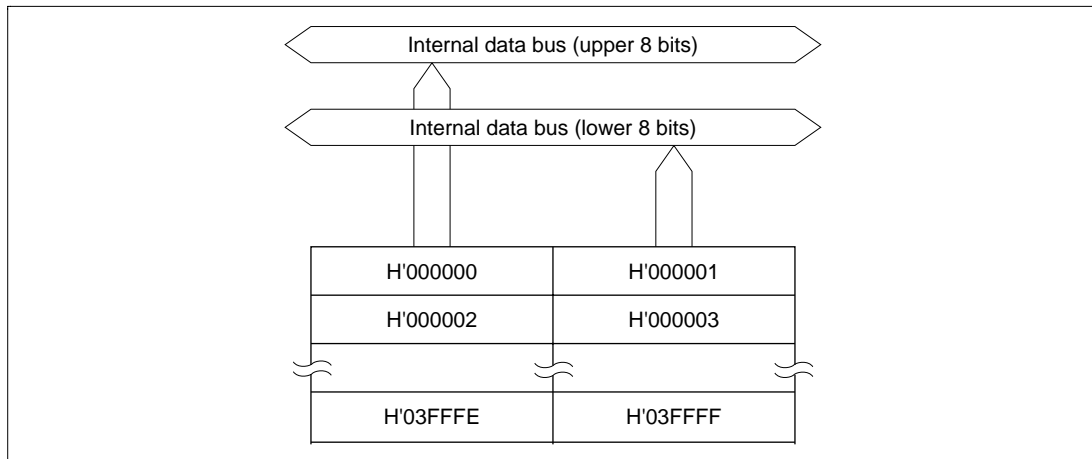 Internal data bus (upper 8 bits)
Internal data bus (lower 8 bits)
H'000000 H'000001
H'000002 H'000003
H'03FFFE H'03FFFF